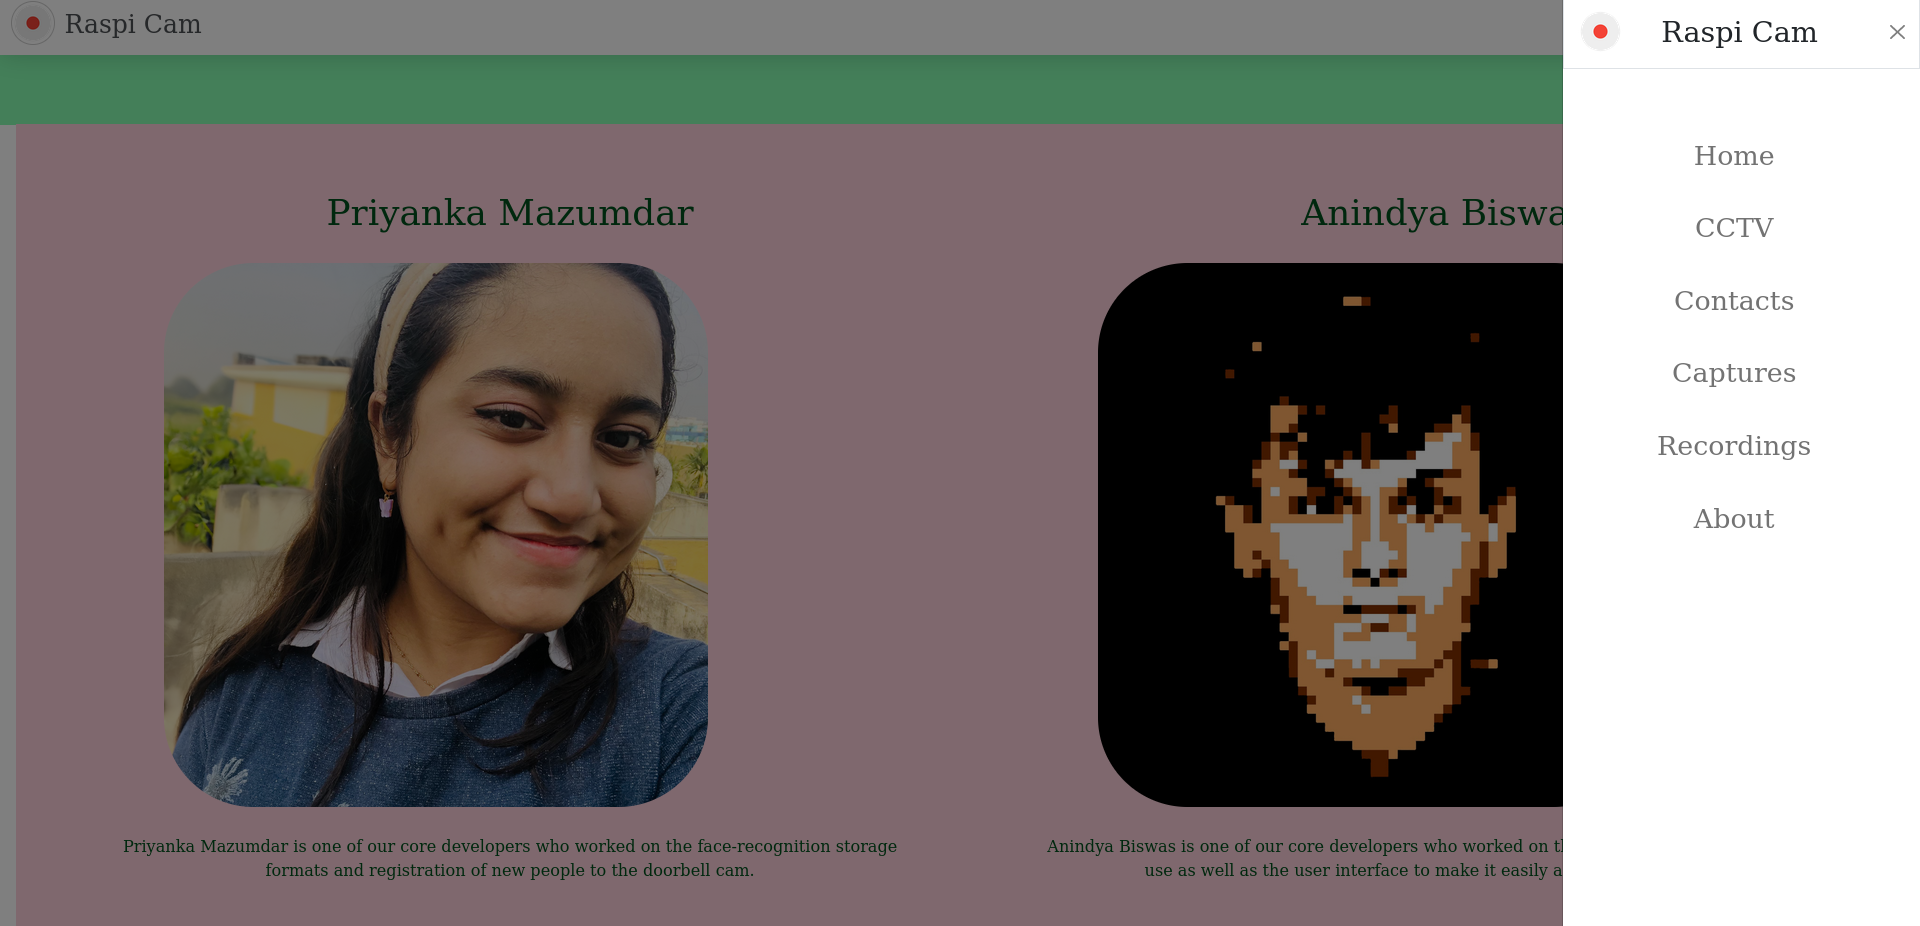 Raspi Cam
Raspi Cam
Home
CCTV
Contacts
Captures
Recordings
About
Priyanka Mazumdar
Priyanka Mazumdar is one of our core developers who worked on the face-recognition storage
formats and registration of new people to the doorbell cam.
Anindya
Anindya Biswas is one of our core developers who worked on
use as well as the user interface to make it easily